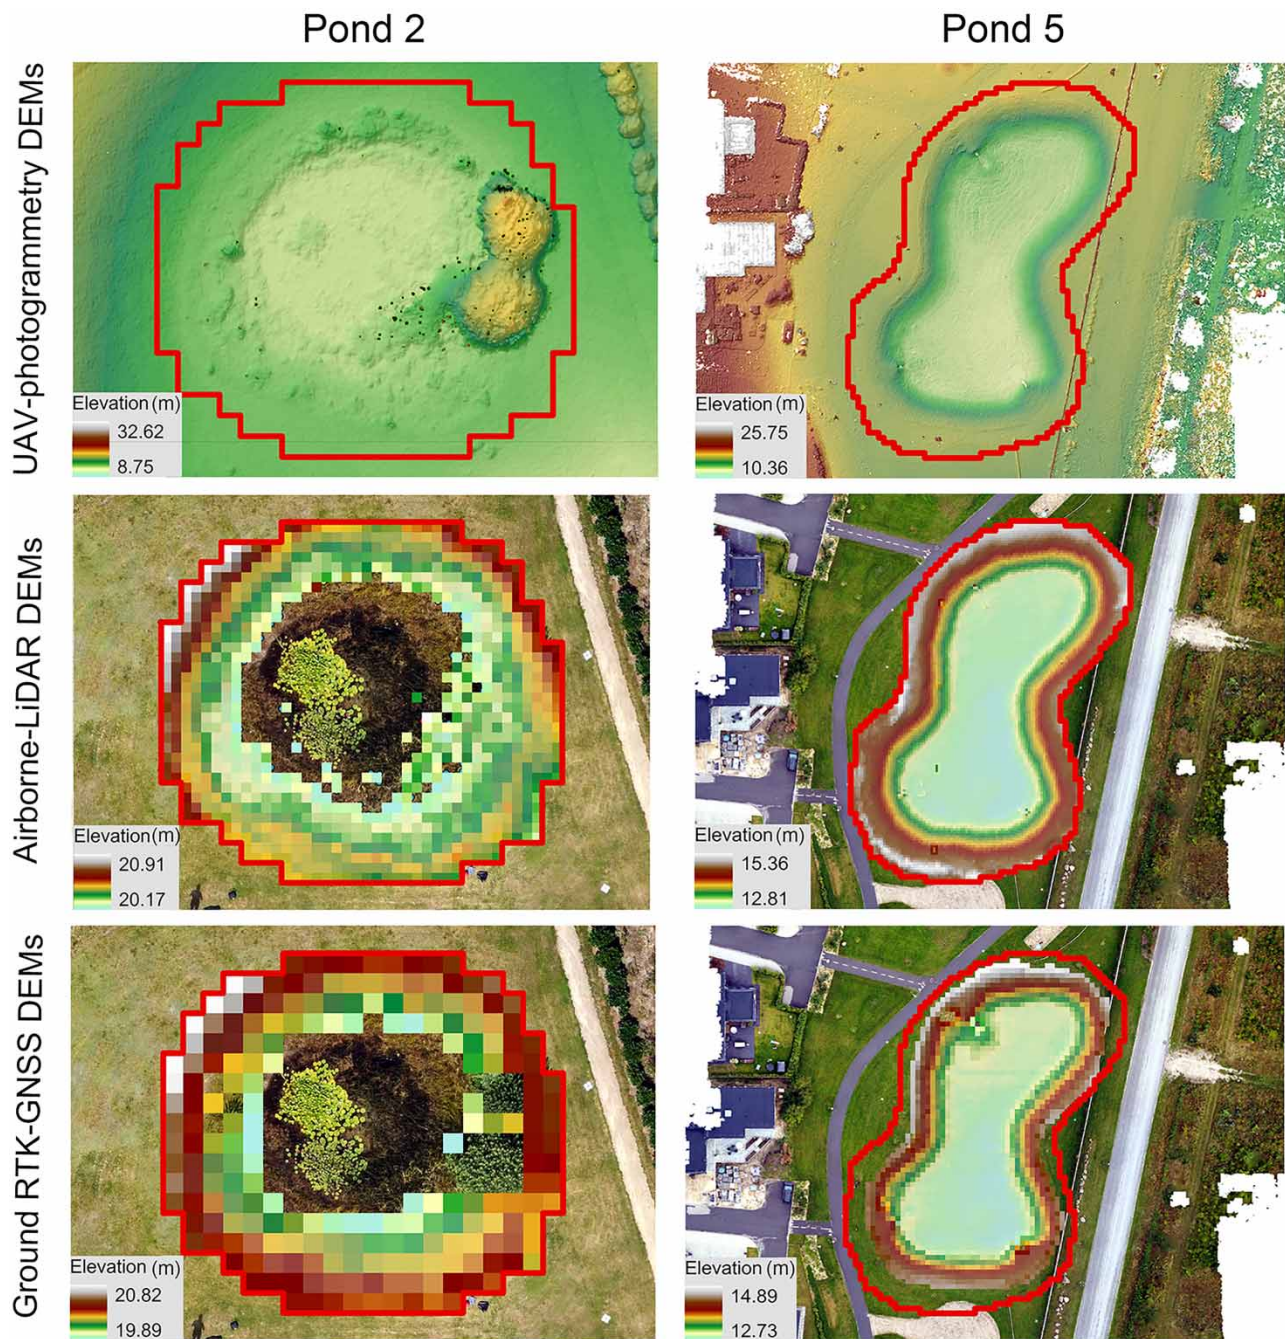 Pond 2
Pond 5
UAV-photogrammetry DEMs
Elevation (m)
32.62
8.75
Elevation (m)
25.75
10.36
Airborne-LiDAR DEMs
Elevation (m)
20.91
20.17
Elevation (m)
15.36
12.81
Ground RTK-GNSS DEMs
Elevation (m)
20.82
19.89
Elevation (m)
14.89
12.73